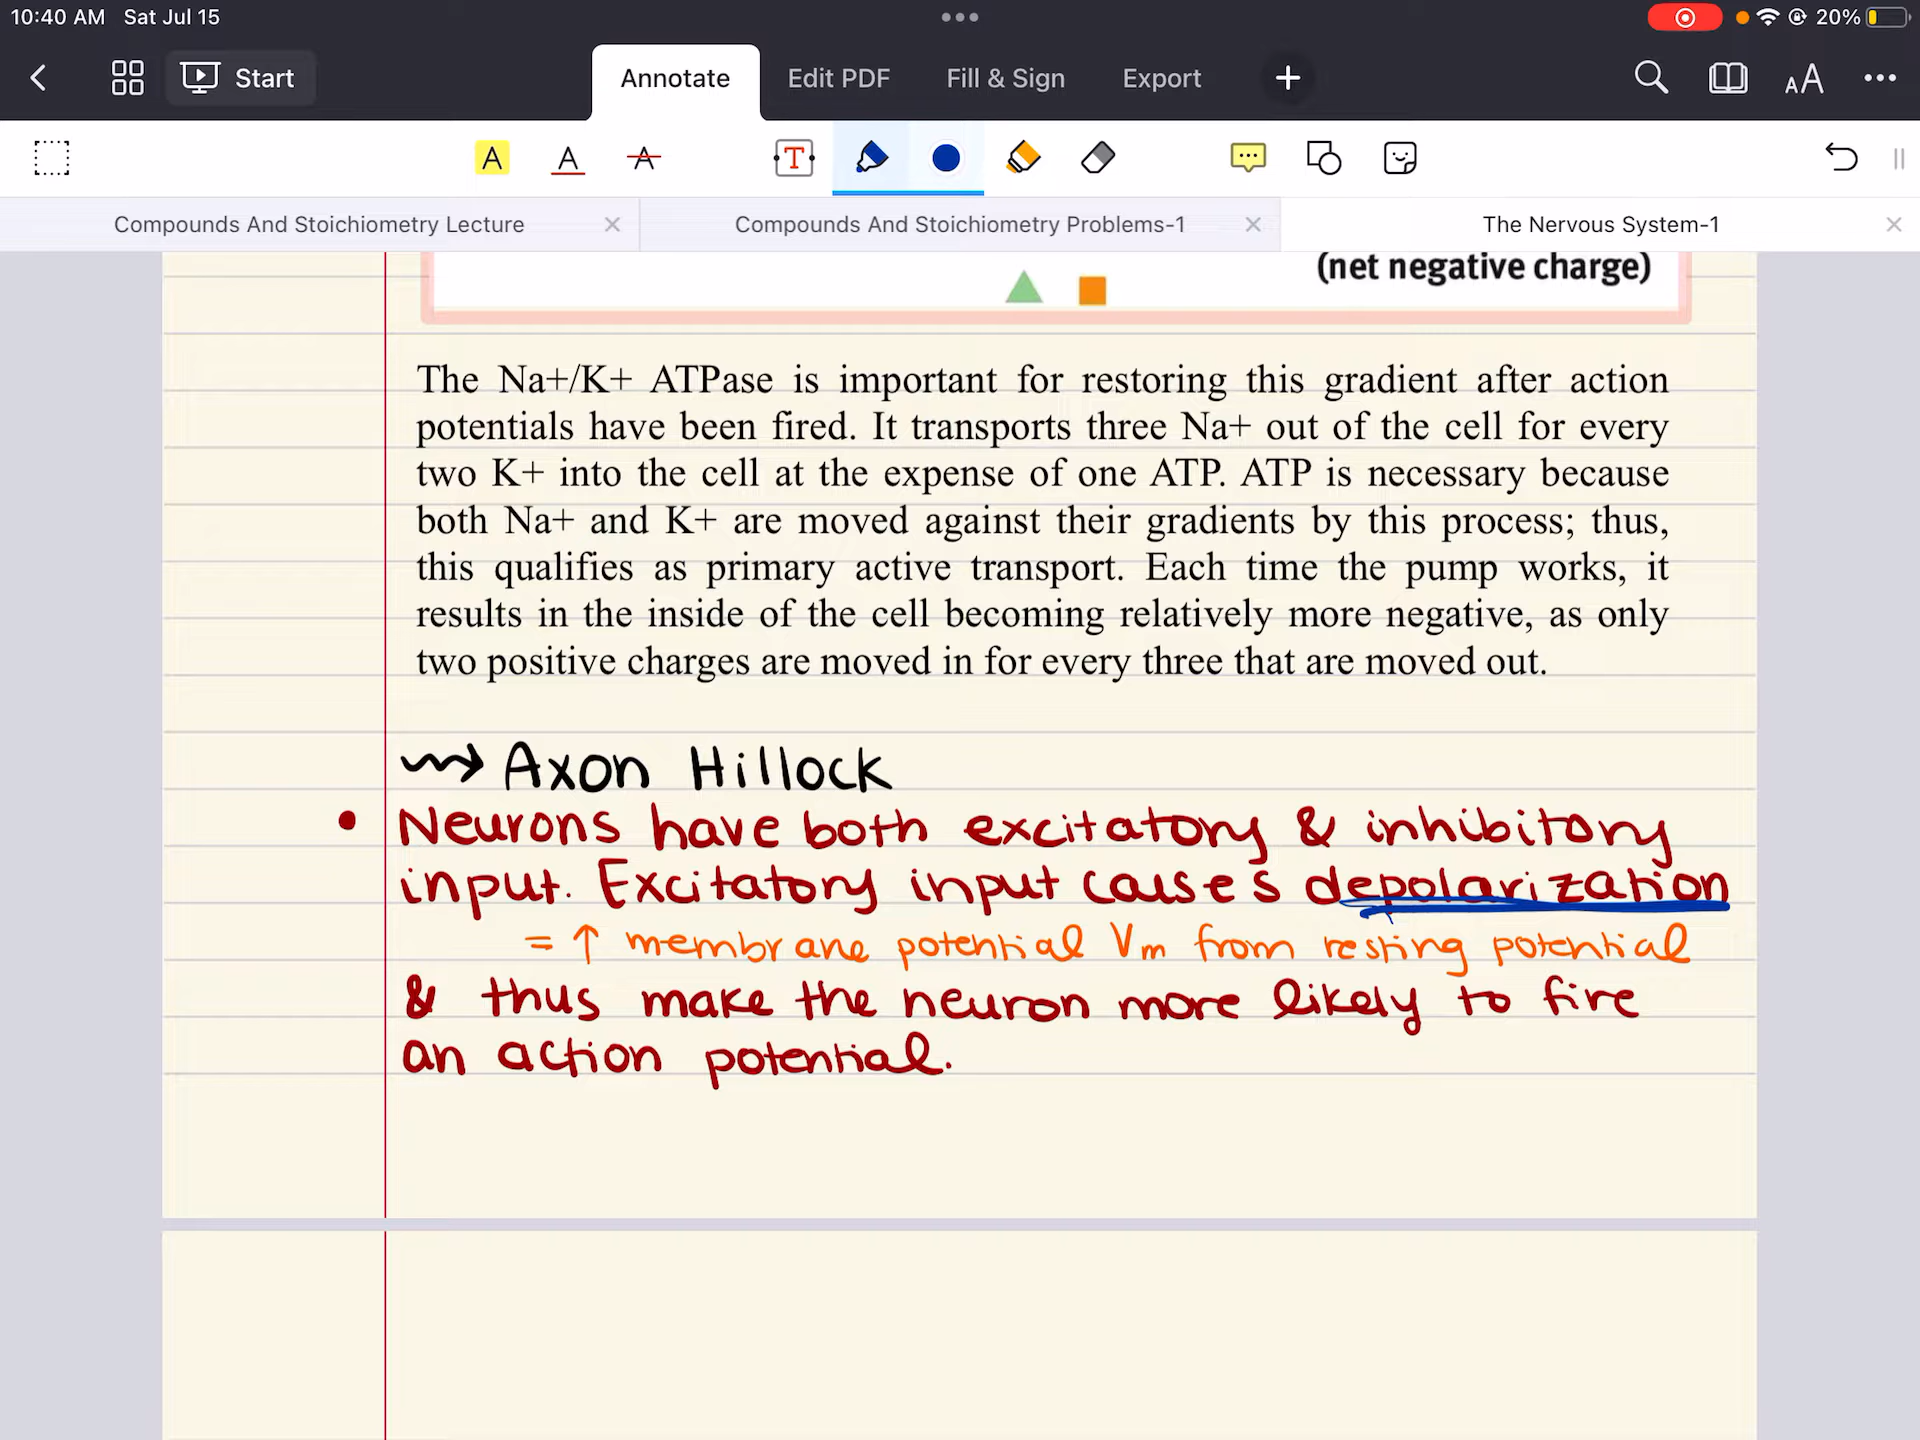 10:40 AM Sat Jul 15
20%
Start
Annotate
Edit PDF
Fill & Sign
Export
AA
A A A T
Compounds And Stoichiometry Lecture
Compounds And Stoichiometry Problems-1
The Nervous System-1
(net negative charge)
The Na+/K+ ATPase is important for restoring this gradient after action
potentials have been fired. It transports three Na+ out of the cell for every
two K+ into the cell at the expense of one ATP. ATP is necessary because
both Na+ and K+ are moved against their gradients by this process; thus,
this qualifies as primary active transport. Each time the pump works, it
results in the inside of the cell becoming relatively more negative, as only
two positive charges are moved in for every three that are moved out.
Axon Hillock
• Neurons have both excitatory & inhibitory
input. Excitatory input causes depolarization
= ↑ membrane potential Vm from resting potential
& thus make the neuron more likely to fire
an action potential.